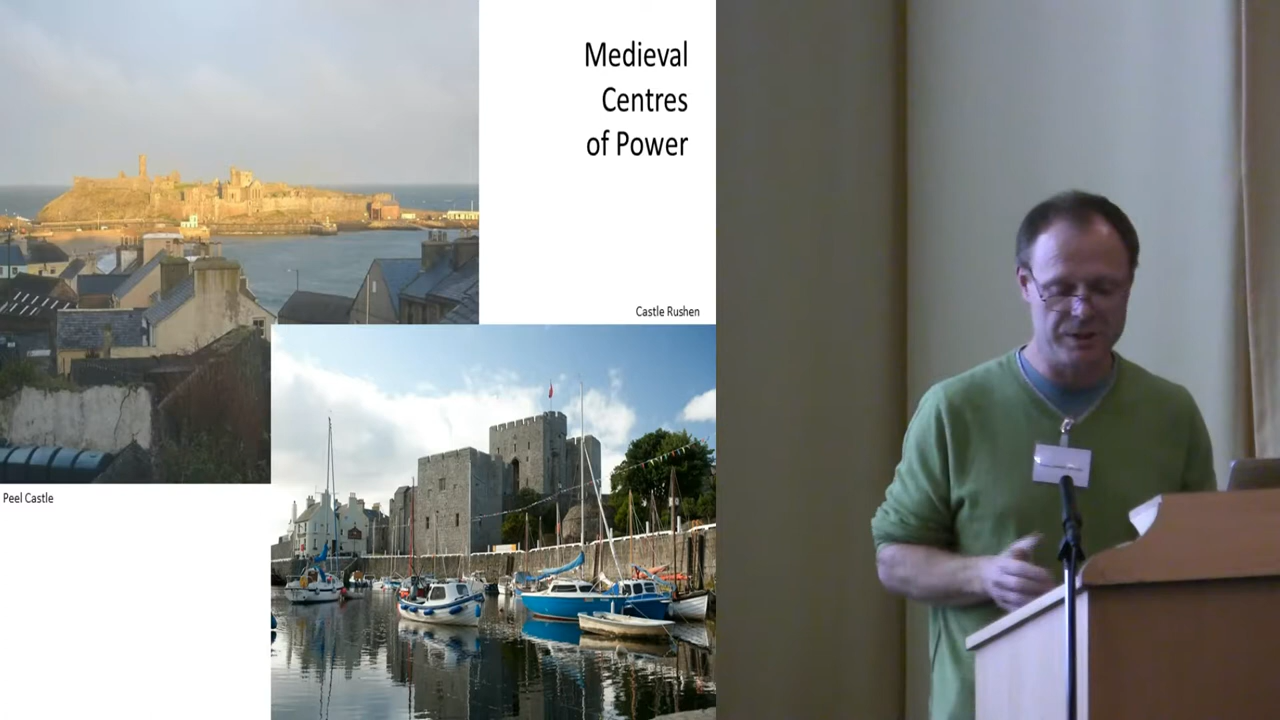 Medieval
Centres
of Power
Castle Rushen
Peel Castle